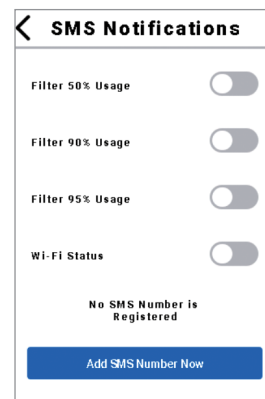 SMS Notifications
Filter 50% Usage
Filter 90% Usage
Filter 95% Usage
Wi-Fi Status
No SMS Number is
Registered
Add SMS Number Now